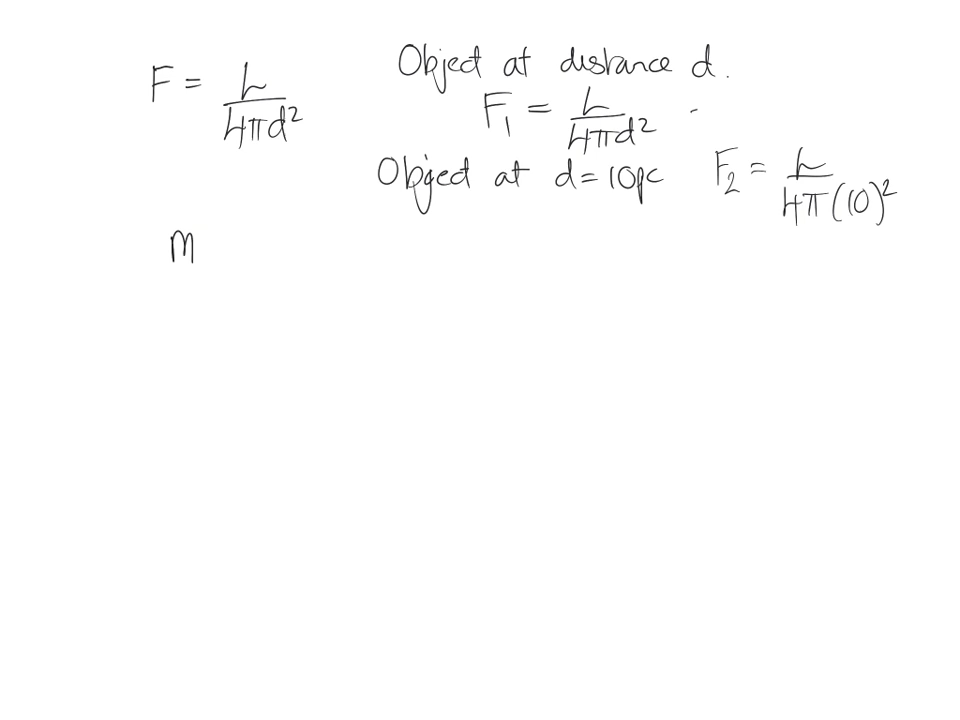 F = L / 4πd² Object at distance d.
F₁ = L / 4πd²
Object at d=10pc F₂ = L / 4π(10)²
m